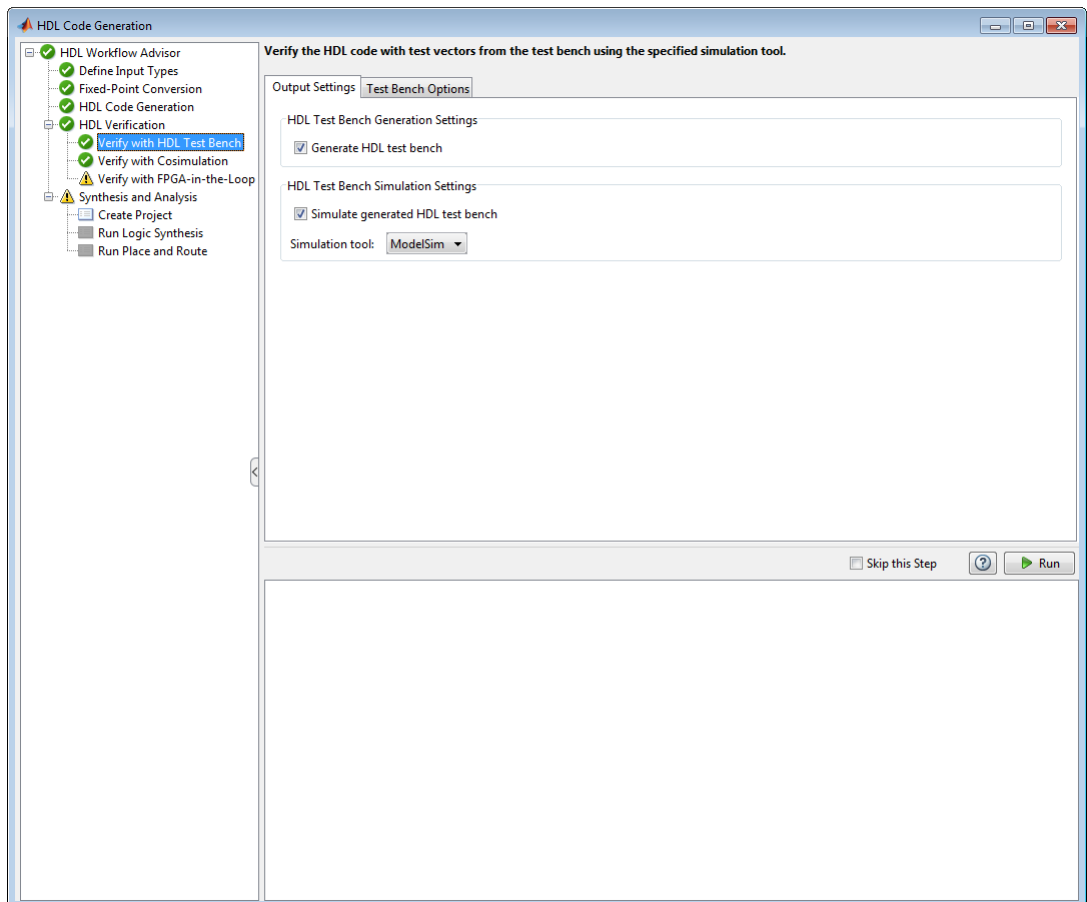 HDL Code Generation
HDL Workflow Advisor
Define Input Types
Fixed-Point Conversion
HDL Code Generation
HDL Verification
Verify with HDL Test Bench
Verify with Cosimulation
Verify with FPGA-in-the-Loop
Synthesis and Analysis
Create Project
Run Logic Synthesis
Run Place and Route
Verify the HDL code with test vectors from the test bench using the specified simulation tool.
Output Settings Test Bench Options
HDL Test Bench Generation Settings
Generate HDL test bench
HDL Test Bench Simulation Settings
Simulate generated HDL test bench
Simulation tool: ModelSim
Skip this Step ? Run